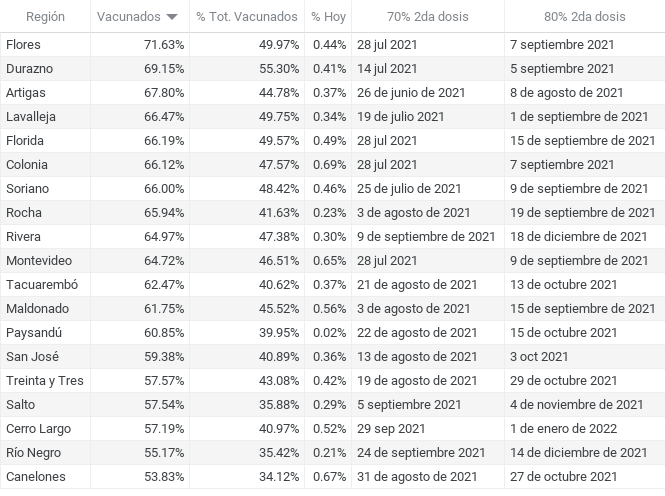 Región Vacunados % Tot. Vacunados % Hoy 70% 2da dosis 80% 2da dosis
Flores 71.63% 49.97% 0.44% 28 jul 2021 7 septiembre 2021
Durazno 69.15% 55.30% 0.41% 14 jul 2021 5 septiembre 2021
Artigas 67.80% 44.78% 0.37% 26 de junio de 2021 8 de agosto de 2021
Lavalleja 66.47% 49.75% 0.34% 19 de julio de 2021 1 de septiembre de 2021
Florida 66.19% 49.57% 0.49% 28 jul 2021 15 de septiembre de 2021
Colonia 66.12% 47.57% 0.69% 28 jul 2021 7 septiembre 2021
Soriano 66.00% 48.42% 0.46% 25 de julio de 2021 9 de septiembre de 2021
Rocha 65.94% 41.63% 0.23% 3 de agosto de 2021 19 de septiembre de 2021
Rivera 64.97% 47.38% 0.30% 9 de septiembre de 2021 18 de diciembre de 2021
Montevideo 64.72% 46.51% 0.65% 28 jul 2021 9 de septiembre de 2021
Tacuarembó 62.47% 40.62% 0.37% 21 de agosto de 2021 13 de octubre de 2021
Maldonado 61.75% 45.52% 0.56% 3 de agosto de 2021 15 de septiembre de 2021
Paysandú 60.85% 39.95% 0.02% 22 de agosto de 2021 15 de octubre de 2021
San José 59.38% 40.89% 0.36% 13 de agosto de 2021 3 oct 2021
Treinta y Tres 57.57% 43.08% 0.42% 19 de agosto de 2021 29 de octubre de 2021
Salto 57.54% 35.88% 0.29% 5 septiembre 2021 4 de noviembre de 2021
Cerro Largo 57.19% 40.97% 0.52% 29 sep 2021 1 de enero de 2022
Río Negro 55.17% 35.42% 0.21% 24 de septiembre de 2021 14 de diciembre de 2021
Canelones 53.83% 34.12% 0.67% 31 de agosto de 2021 27 de octubre de 2021